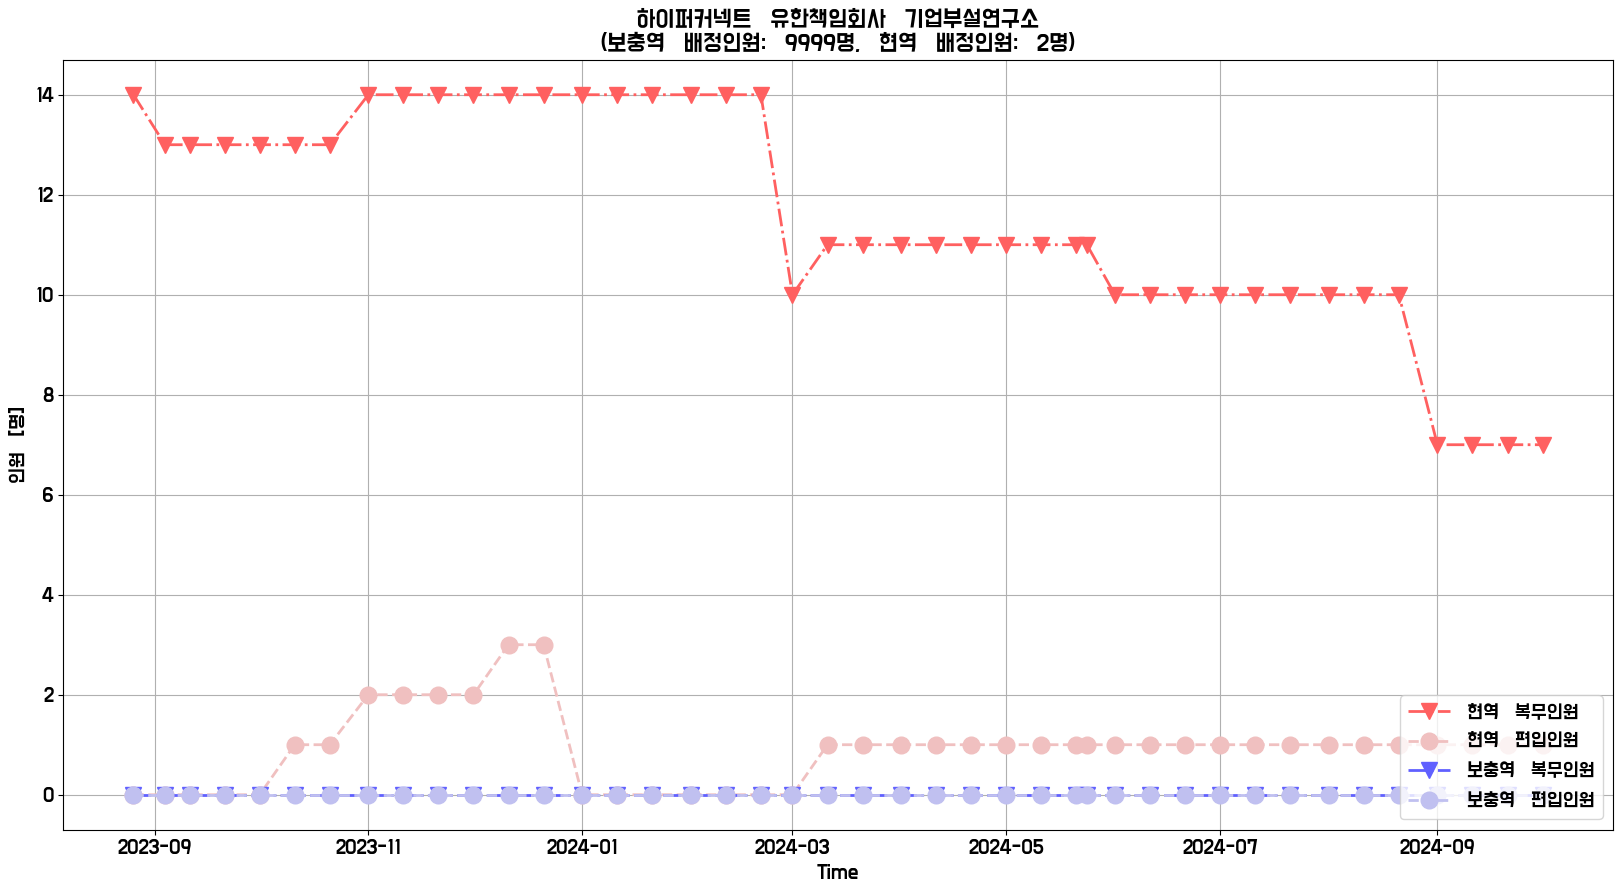 하이퍼커넥트 유한책임회사 기업부설연구소
(보충역 배정인원: 9999명, 현역 배정인원: 2명)
14
12
10
8
6
4
2
0
인원 [명]
2023-09
2023-11
2024-01
2024-03
2024-05
2024-07
2024-09
Time
현역 복무인원
현역 편입인원
보충역 복무인원
보충역 편입인원